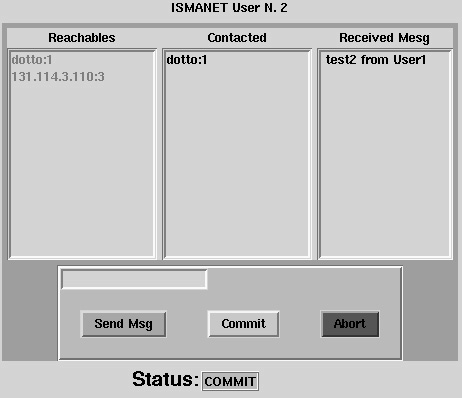 ISMANET User N. 2
Reachables Contacted Received Mesg
dotto:1 dotto:1 test2 from User1
131.114.3.110:3
Send Msg Commit Abort
Status: COMMIT